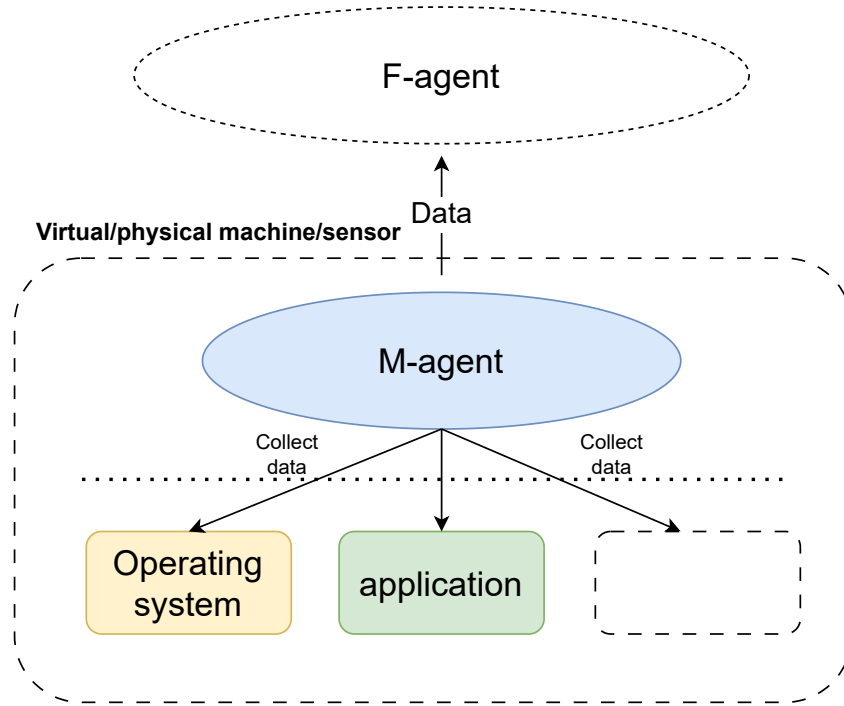 F-agent
Data
Virtual/physical machine/sensor
M-agent
Collect
data
Collect
data
Operating
system
application